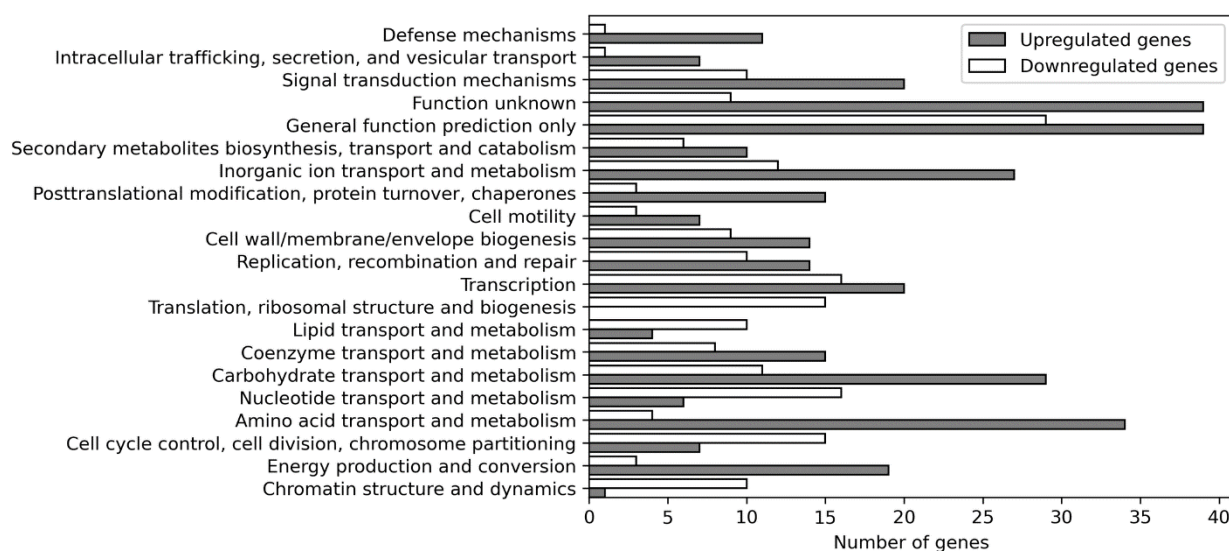 Defense mechanisms
Intracellular trafficking, secretion, and vesicular transport
Signal transduction mechanisms
Function unknown
General function prediction only
Secondary metabolites biosynthesis, transport and catabolism
Inorganic ion transport and metabolism
Posttranslational modification, protein turnover, chaperones
Cell motility
Cell wall/membrane/envelope biogenesis
Replication, recombination and repair
Transcription
Translation, ribosomal structure and biogenesis
Lipid transport and metabolism
Coenzyme transport and metabolism
Carbohydrate transport and metabolism
Nucleotide transport and metabolism
Amino acid transport and metabolism
Cell cycle control, cell division, chromosome partitioning
Energy production and conversion
Chromatin structure and dynamics
Upregulated genes
Downregulated genes
0 5 10 15 20 25 30 35 40
Number of genes